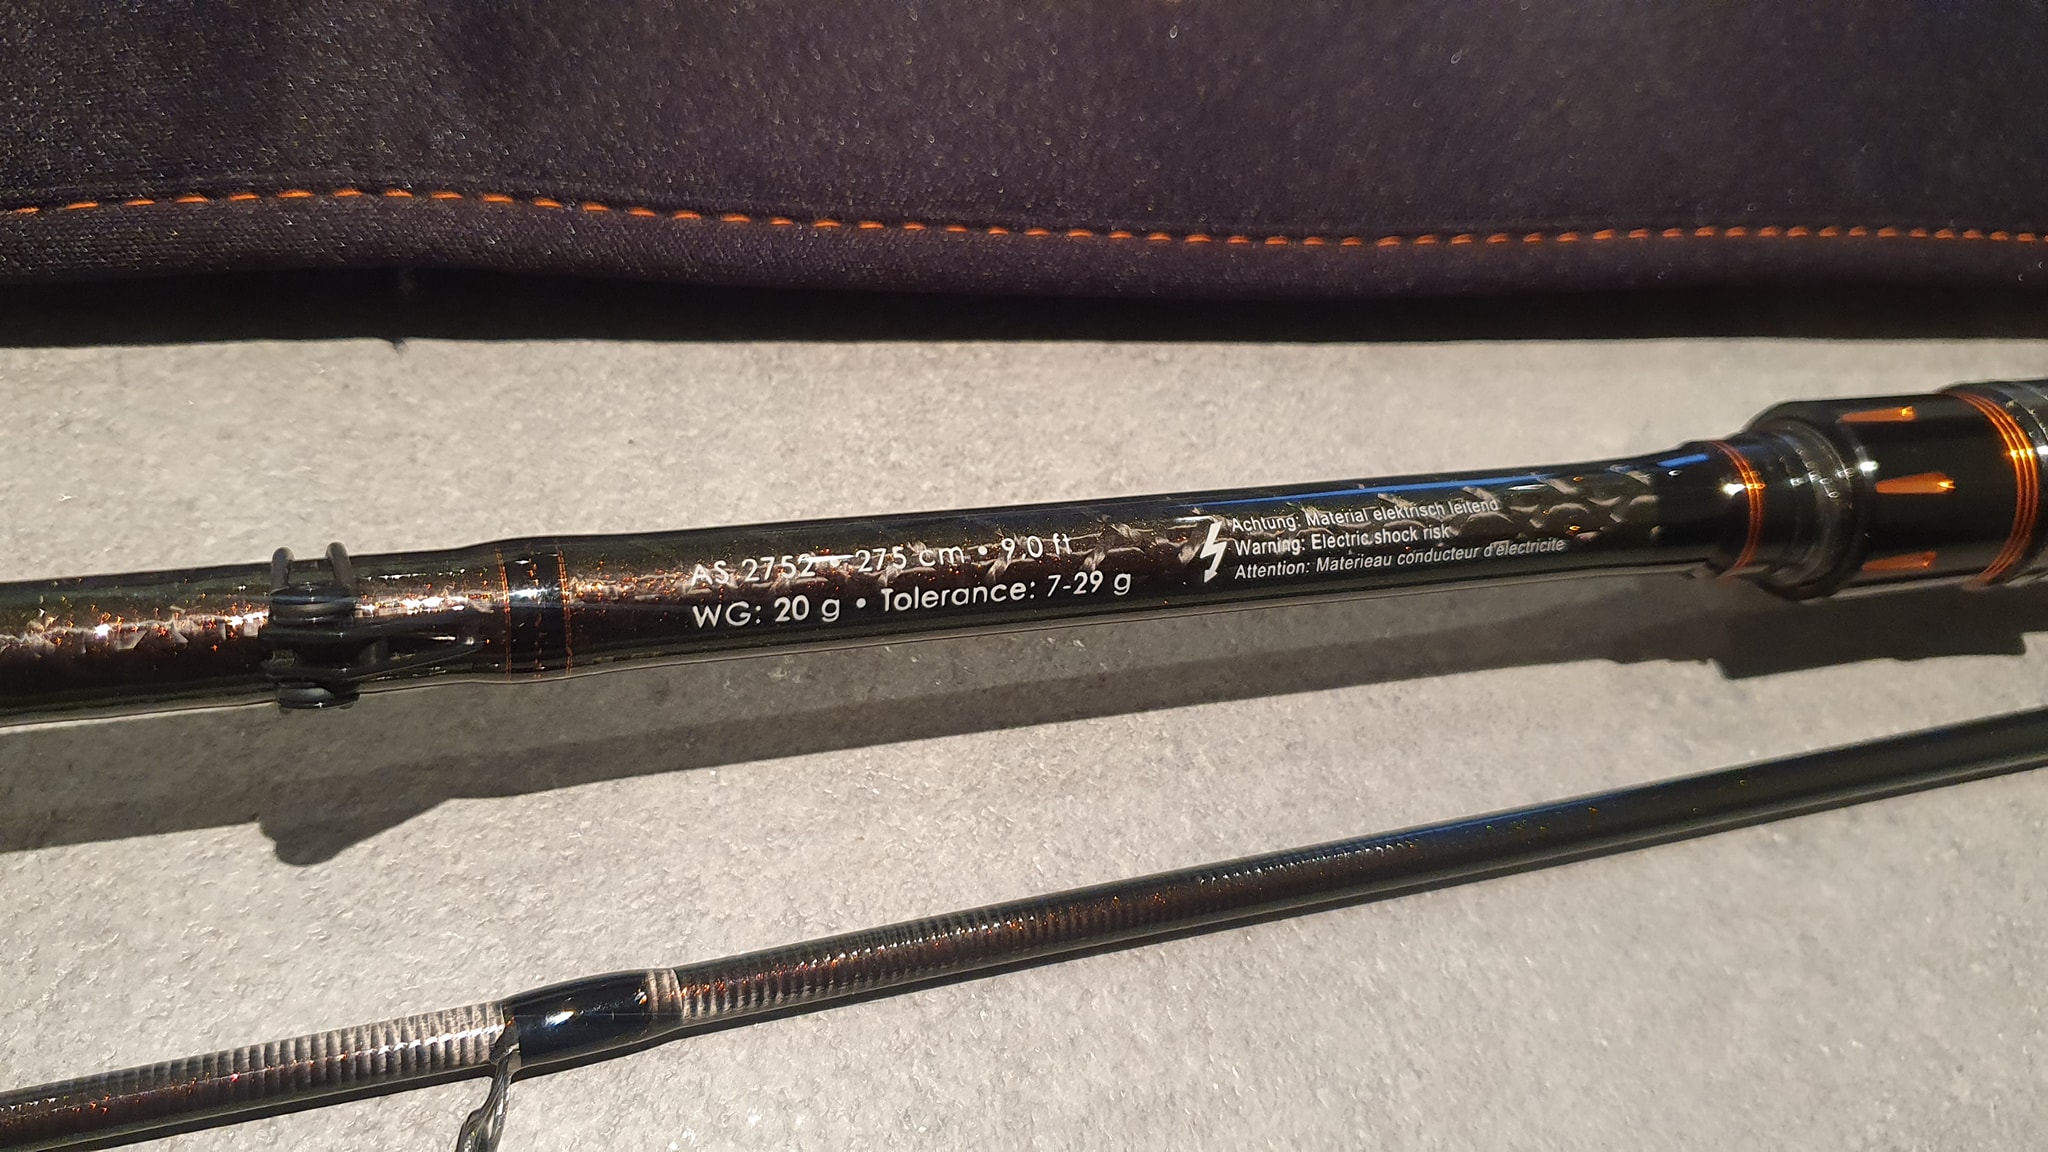 AS 2752 • 275 cm • 9.0 ft
WG: 20 g • Tolerance: 7-29 g
Achtung: Material elektrisch leitend
Warning: Electric shock risk
Attention: Materieau conducteur d'électricite